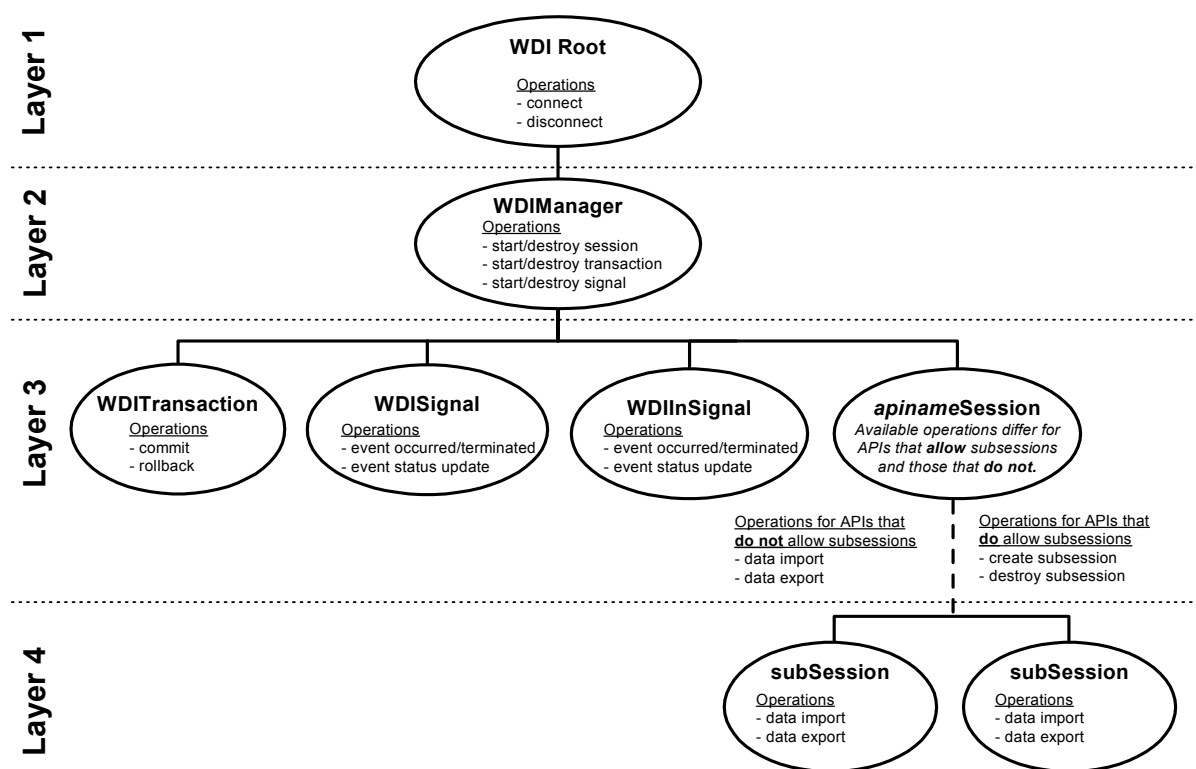 Layer 1
WDI Root
Operations
- connect
- disconnect
Layer 2
WDIManager
Operations
- start/destroy session
- start/destroy transaction
- start/destroy signal
Layer 3
WDITransaction
Operations
- commit
- rollback
WDISignal
Operations
- event occurred/terminated
- event status update
WDIInSignal
Operations
- event occurred/terminated
- event status update
apinameSession
Available operations differ for
APIs that allow subsessions
and those that do not.
Operations for APIs that
do not allow subsessions
- data import
- data export
Operations for APIs that
do allow subsessions
- create subsession
- destroy subsession
Layer 4
subSession
Operations
- data import
- data export
subSession
Operations
- data import
- data export